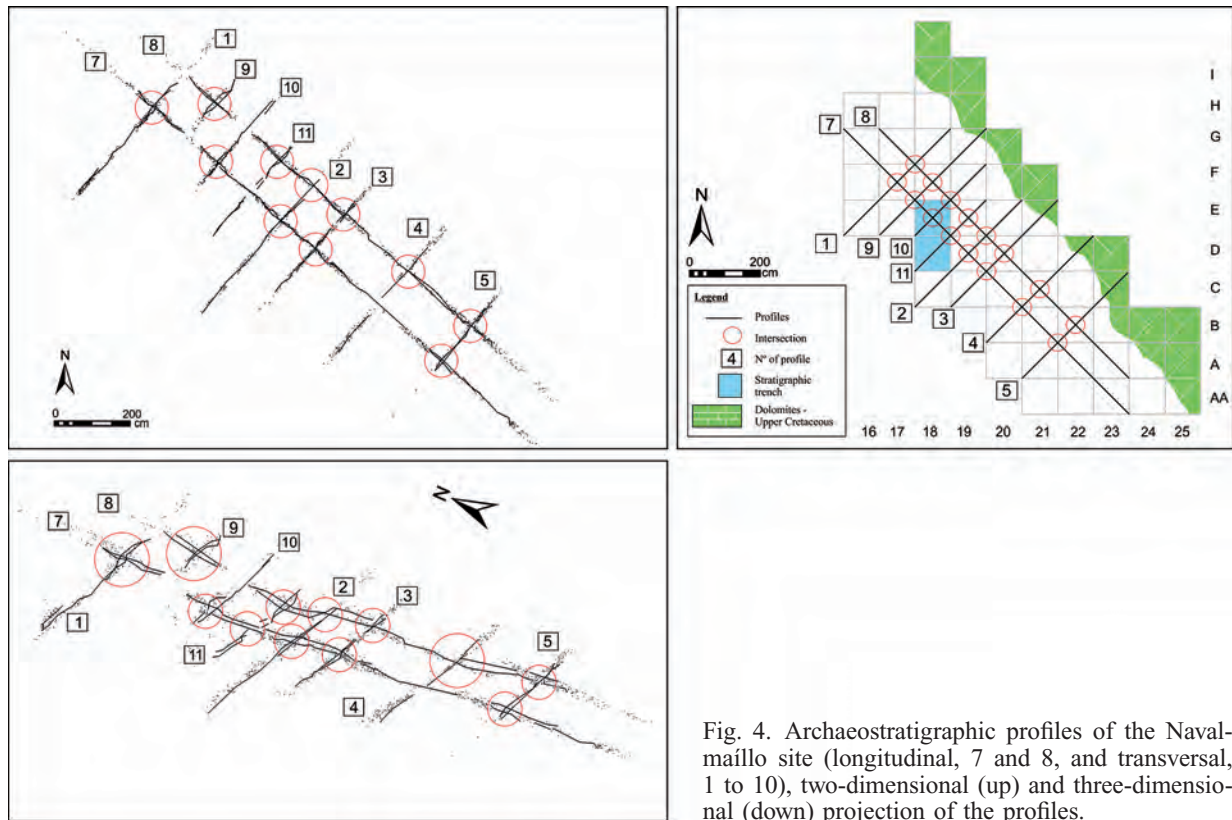 8
1
7
9
10
11
2
3
4
5
N
0 200
cm
I
H
7 8
G
F
E
N
D
1
9
10
0 200
cm
11
C
2
3
B
4
A
5
AA
16 17 18 19 20 21 22 23 24 25
Legend
Profiles
Intersection
4 Nº of profile
Stratigraphic
trench
Dolomites -
Upper Cretaceous
N
8
7
9
10
2
3
1
11
5
4
Fig. 4. Archaeostratigraphic profiles of the Naval-
maíllo site (longitudinal, 7 and 8, and transversal,
1 to 10), two-dimensional (up) and three-dimensio-
nal (down) projection of the profiles.